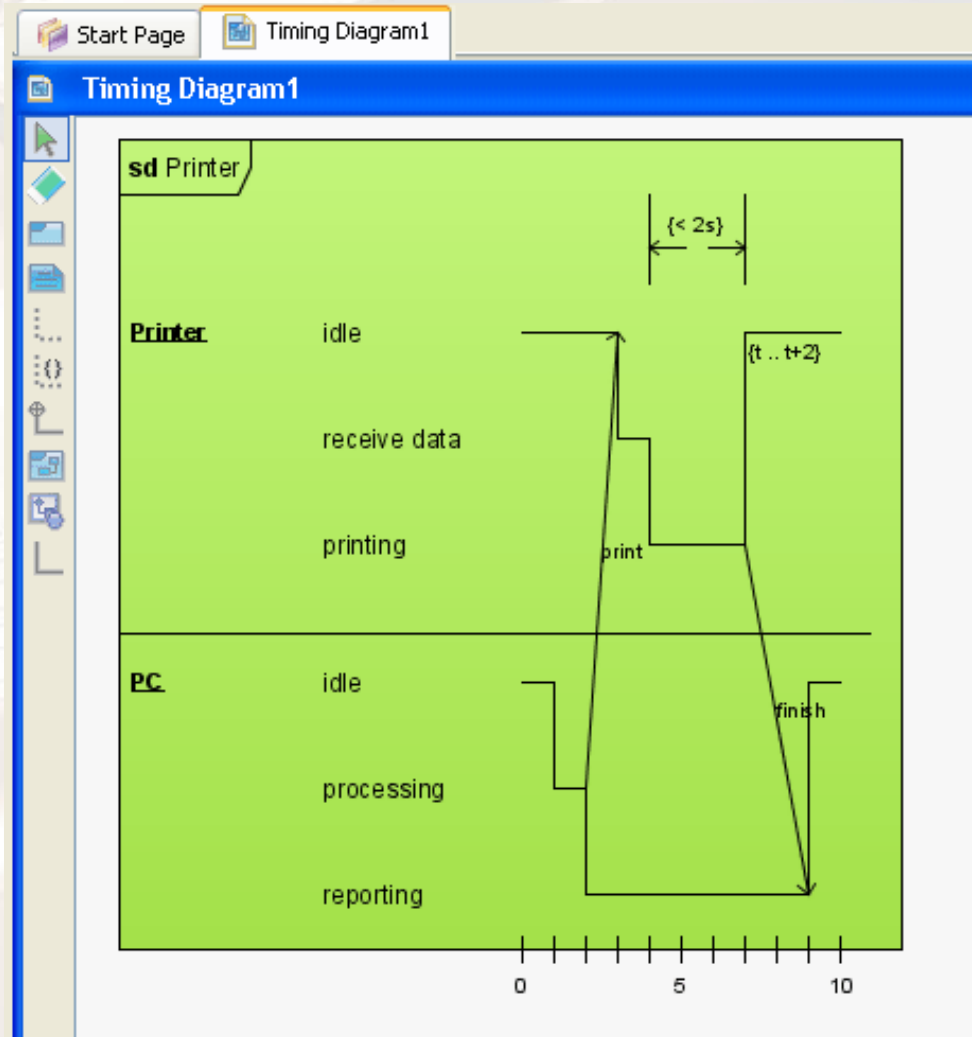 Start Page
Timing Diagram1
Timing Diagram1
sd Printer
{< 2s}
Printer idle
{t .. t+2}
receive data
printing
print
PC idle
finish
processing
reporting
0 5 10